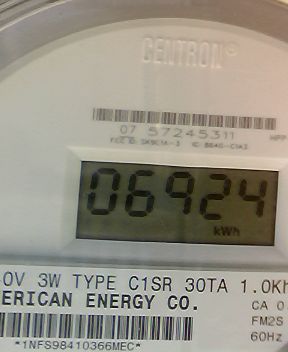 CENTRON®
07 57245311
06924
kWh
0V 3W TYPE C1SR 30TA 1.0Kh
ERICAN ENERGY CO.
CA 0
FM2S
60Hz
*1NFS98410366MEC*